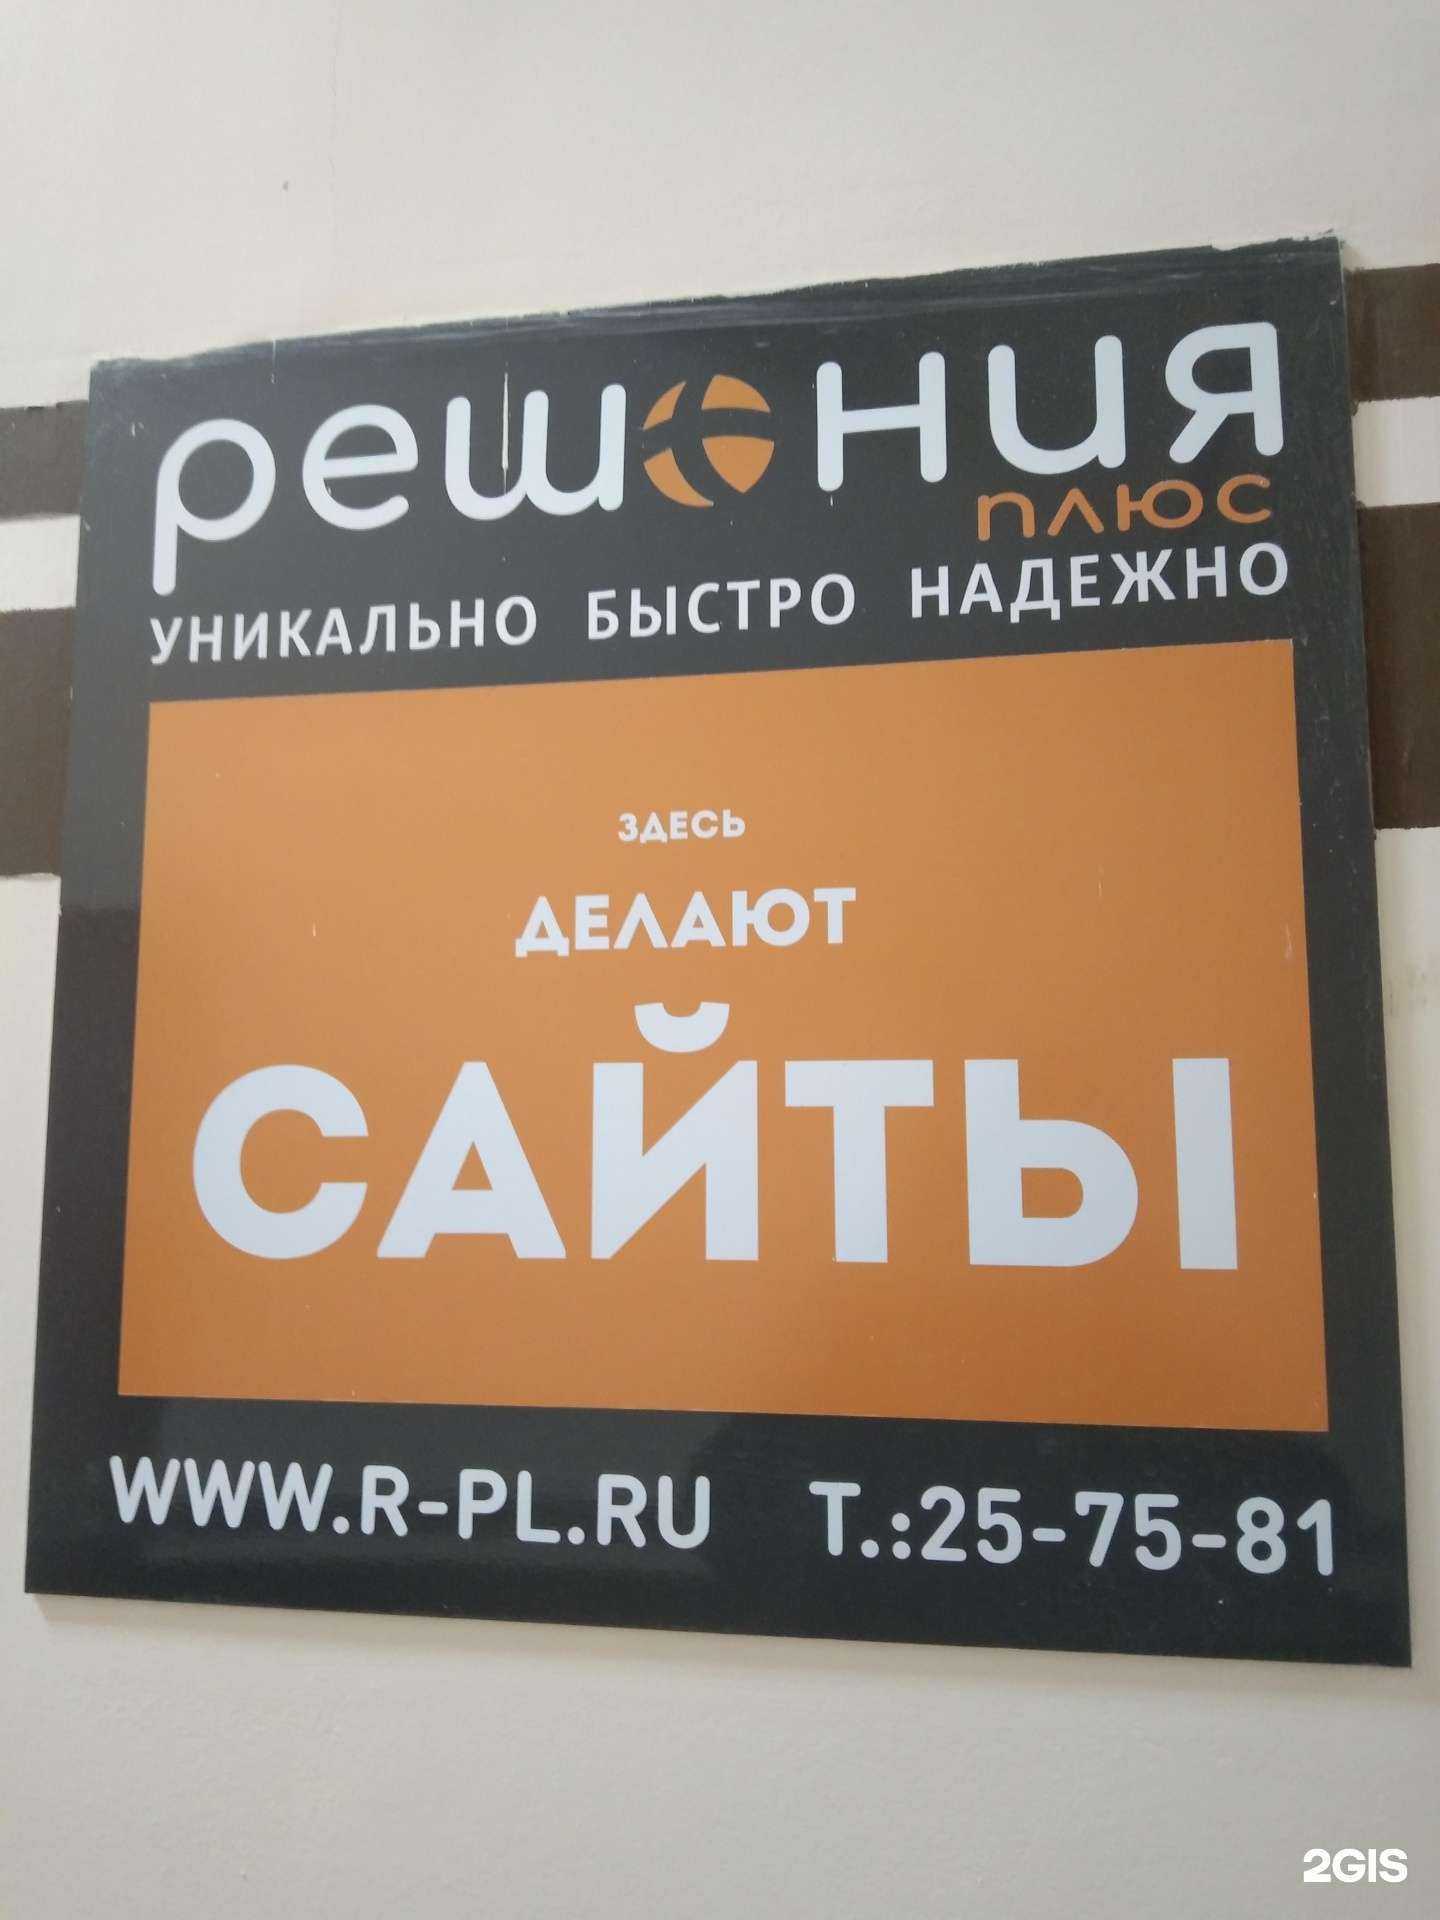 решения
плюс
УНИКАЛЬНО БЫСТРО НАДЕЖНО
ЗДЕСЬ
ДЕЛАЮТ
САЙТЫ
WWW.R-PL.RU Т.:25-75-81
2GIS